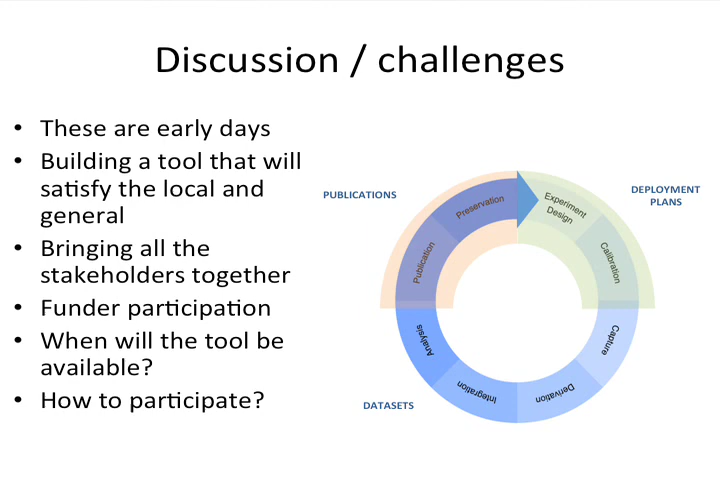 Discussion / challenges
• These are early days
• Building a tool that will
satisfy the local and
general
• Bringing all the
stakeholders together
• Funder participation
• When will the tool be
available?
• How to participate?
PUBLICATIONS
DEPLOYMENT
PLANS
DATASETS
Preservation
Experiment
Design
Calibration
Capture
Derivation
Integration
Analysis
Publication